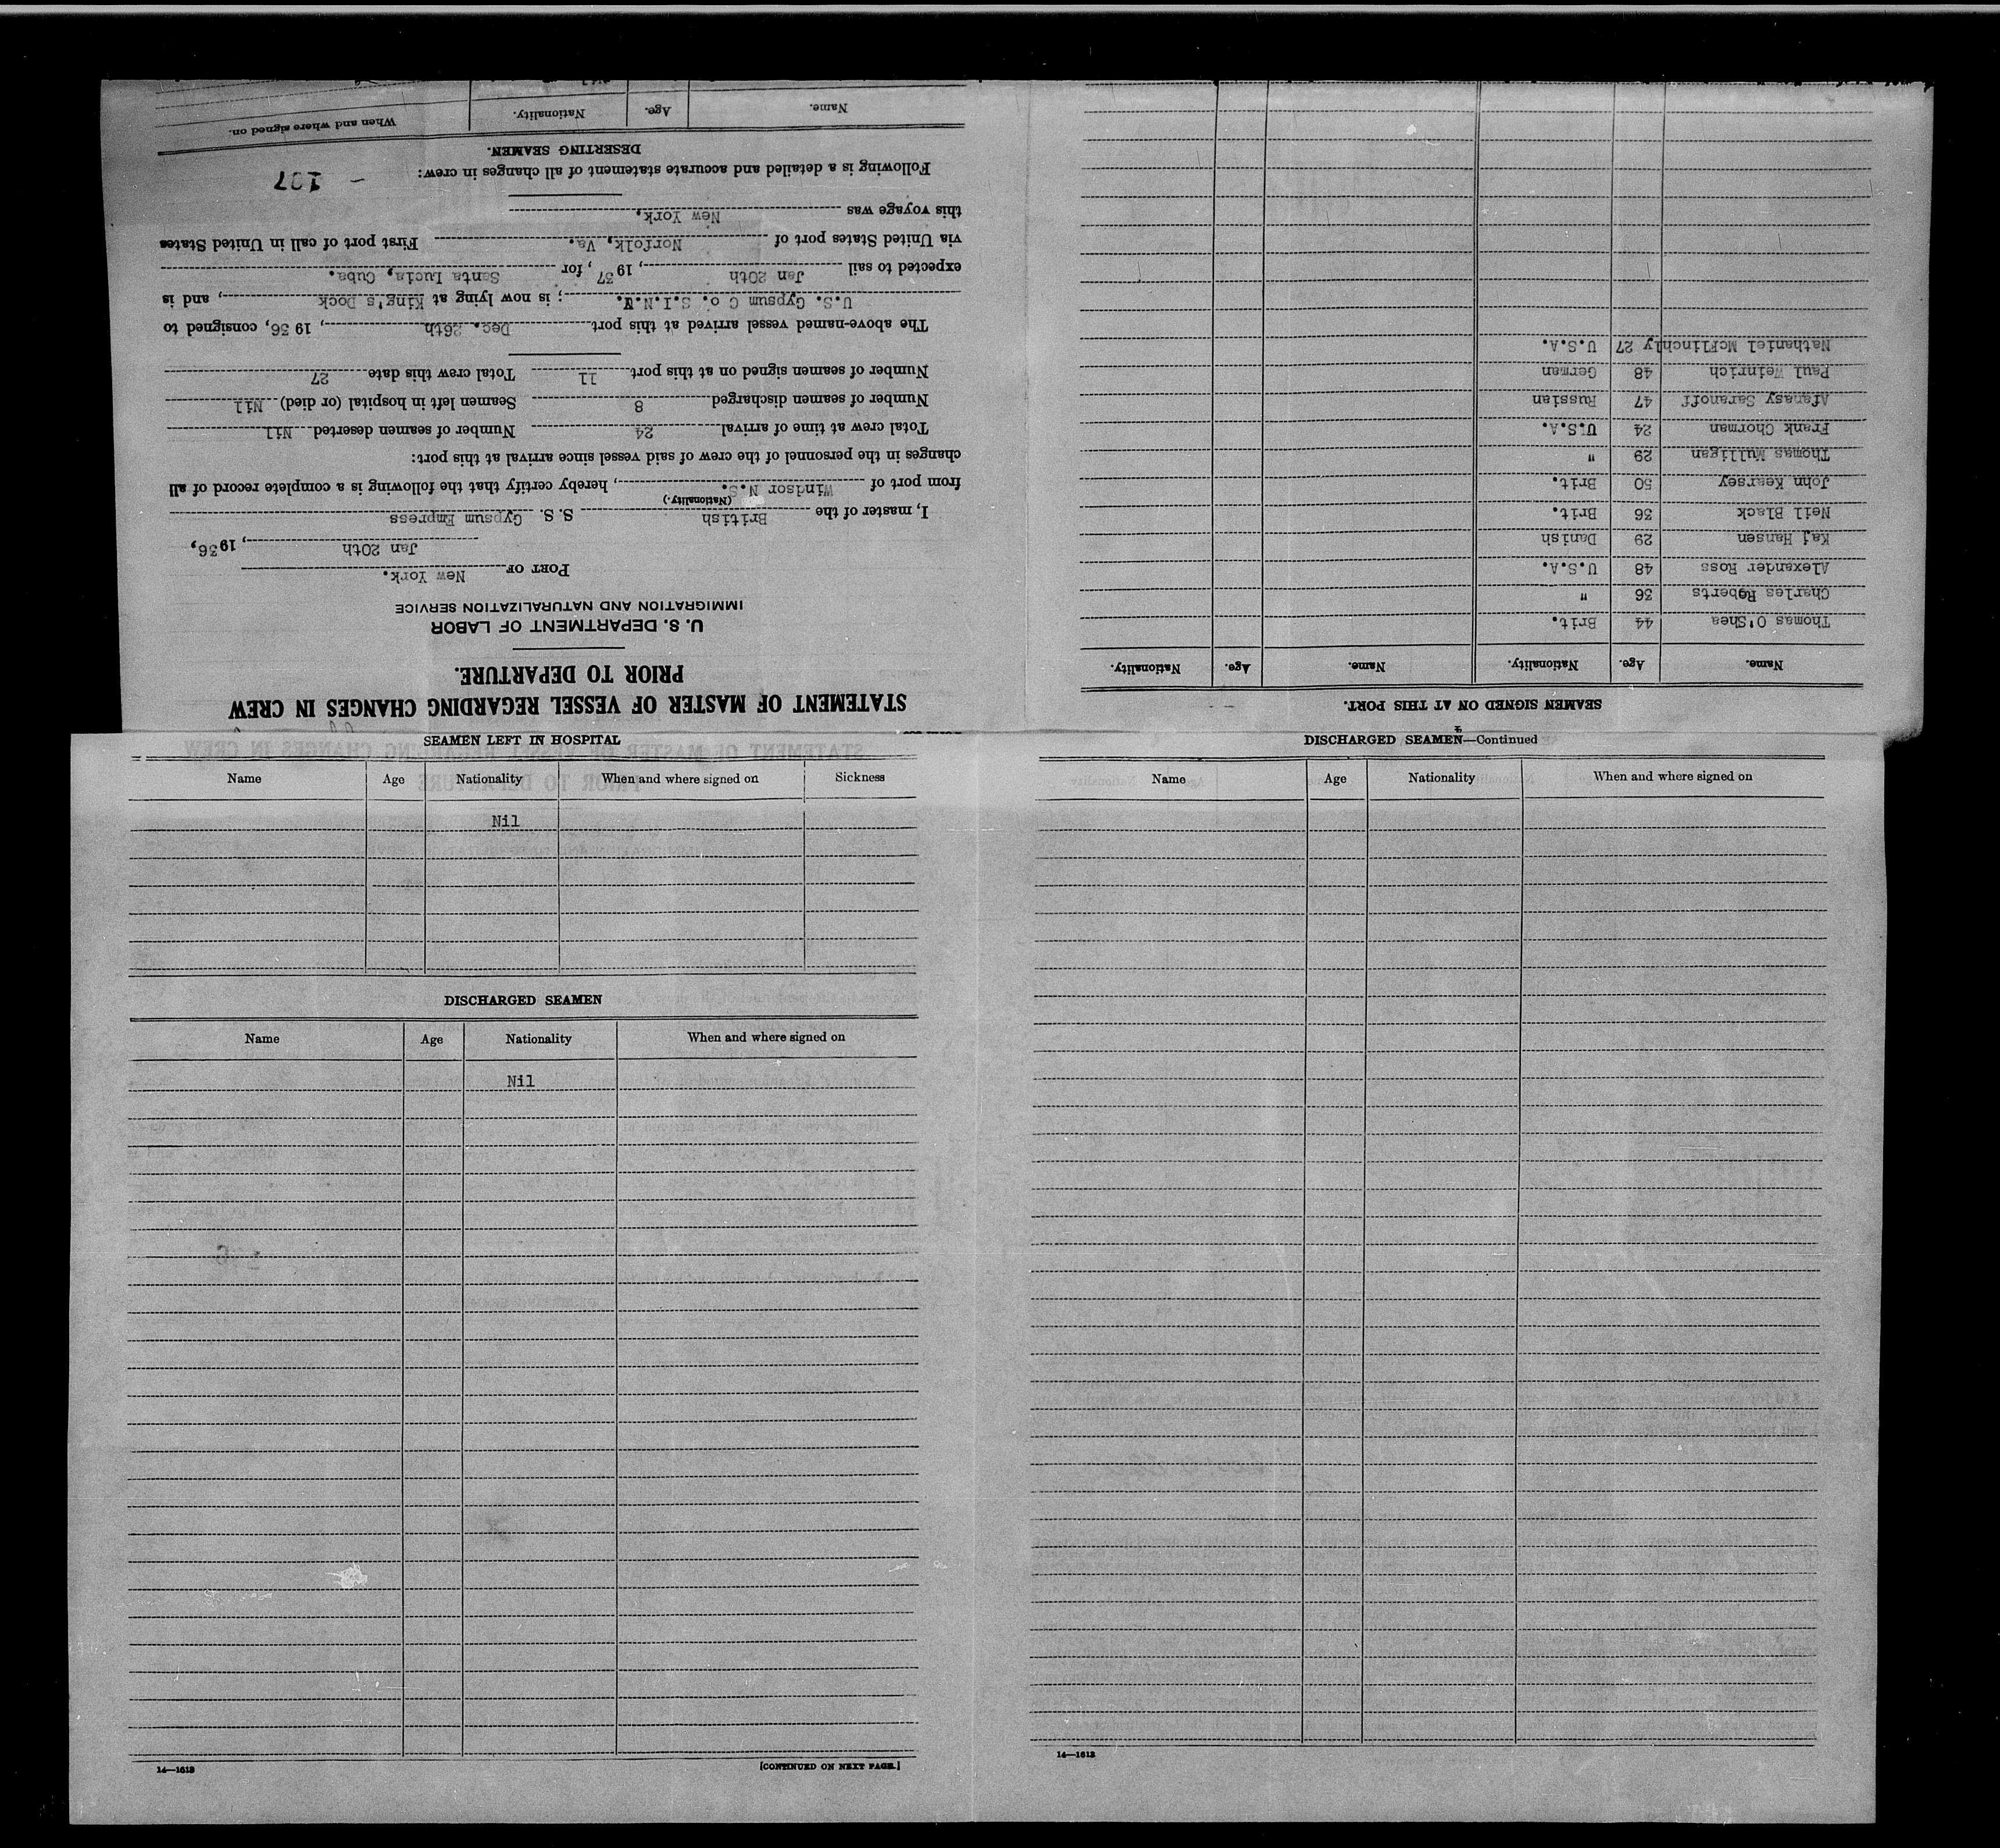 STATEMENT OF MASTER OF VESSEL REGARDING CHANGES IN CREW
PRIOR TO DEPARTURE.
U. S. DEPARTMENT OF LABOR
IMMIGRATION AND NATURALIZATION SERVICE
PORT OF New York.
Jan 20th, 1936,
I, master of the British S. S. Gypsum Empress
(Nationality.)
from port of Windsor N.S., hereby certify that the following is a complete record of all
changes in the personnel of the crew of said vessel since arrival at this port:
Total crew at time of arrival 24 Number of seamen deserted Nil
Number of seamen discharged 8 Seamen left in hospital (or died) Nil
Number of seamen signed on at this port 11 Total crew this date 27
The above-named vessel arrived at this port Dec. 26th, 1936, consigned to
U.S. Gypsum C o. S.I.N.Y.; is now lying at King's Dock, and is
expected to sail Jan 20th, 1937, for Santa Lucia, Cuba.
via United States port of Norfolk, Va. First port of call in United States
this voyage was New York.
Following is a detailed and accurate statement of all changes in crew: - 197
DESERTING SEAMEN.
Name. Age. Nationality. When and where signed on.
Nil
SEAMEN SIGNED ON AT THIS PORT.
Name. Age. Nationality. Name. Age. Nationality.
Thomas O'Shea 44 Brit.
Charles Roberts 36 "
Alexander Ross 48 U.S.A.
Kaj Hansen 29 Danish
Neil Black 36 Brit.
John Kearsey 50 Brit.
Thomas Mulligan 29 "
Frank Chorman 24 U.S.A.
Afanasy Saranoff 47 Russian
Paul Weinrich 48 German
Nathaniel McFlinchly 27 U.S.A.
SEAMEN LEFT IN HOSPITAL
Name Age Nationality When and where signed on Sickness
Nil
DISCHARGED SEAMEN
Name Age Nationality When and where signed on
Nil
14—1613
[CONTINUED ON NEXT PAGE.]
4
DISCHARGED SEAMEN—Continued
Name Age Nationality When and where signed on
14—1613